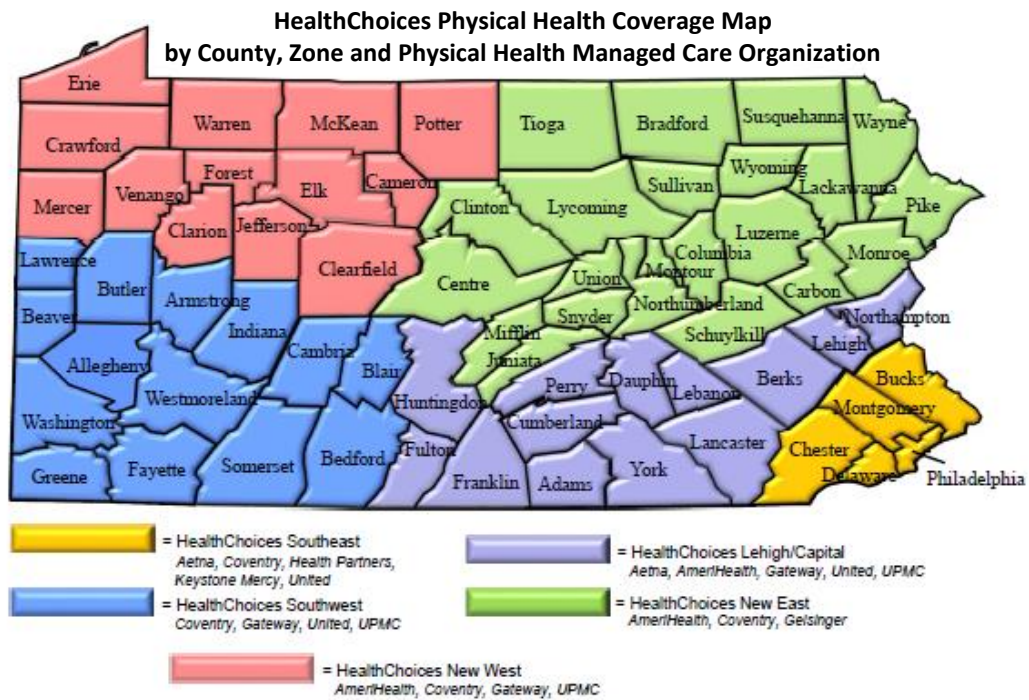 HealthChoices Physical Health Coverage Map
by County, Zone and Physical Health Managed Care Organization
Erie
Crawford
Warren
McKean
Potter
Tioga
Bradford
Susquehanna
Wayne
Mercer
Venango
Forest
Elk
Cameron
Clarion
Jefferson
Clearfield
Clinton
Lycoming
Sullivan
Wyoming
Lackawanna
Pike
Lawrence
Butler
Armstrong
Indiana
Centre
Union
Montour
Columbia
Luzerne
Monroe
Carbon
Beaver
Allegheny
Cambria
Blair
Mifflin
Juniata
Snyder
Northumberland
Schuylkill
Northampton
Lehigh
Washington
Westmoreland
Huntingdon
Perry
Dauphin
Lebanon
Berks
Bucks
Montgomery
Greene
Fayette
Somerset
Bedford
Fulton
Franklin
Cumberland
Adams
York
Lancaster
Chester
Delaware
Philadelphia
= HealthChoices Southeast
Aetna, Coventry, Health Partners,
Keystone Mercy, United
= HealthChoices Lehigh/Capital
Aetna, AmeriHealth, Gateway, United, UPMC
= HealthChoices Southwest
Coventry, Gateway, United, UPMC
= HealthChoices New East
AmeriHealth, Coventry, Geisinger
= HealthChoices New West
AmeriHealth, Coventry, Gateway, UPMC